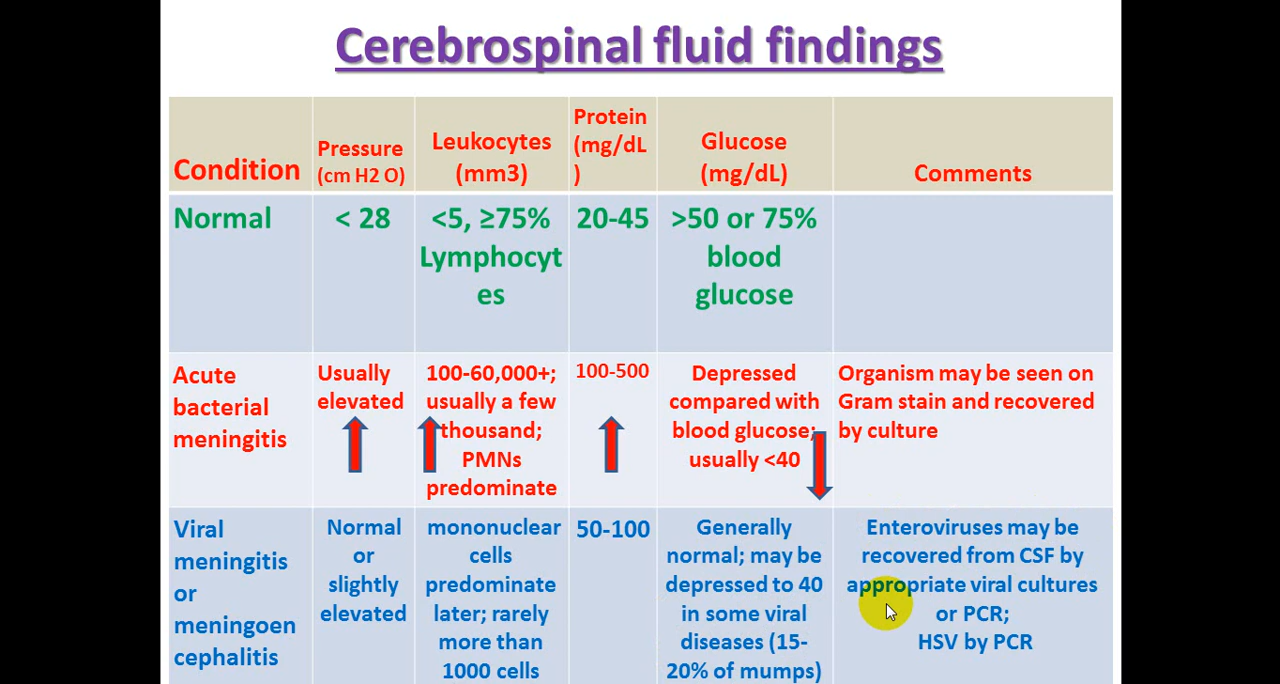 Cerebrospinal fluid findings
Condition
Pressure
(cm H2 O)
Leukocytes
(mm3)
Protein
(mg/dL
)
Glucose
(mg/dL)
Comments
Normal
< 28
<5, ≥75%
Lymphocyt
es
20-45
>50 or 75%
blood
glucose
Acute
bacterial
meningitis
Usually
elevated
100-60,000+;
usually a few
thousand;
PMNs
predominate
100-500
Depressed
compared with
blood glucose;
usually <40
Organism may be seen on
Gram stain and recovered
by culture
Viral
meningitis
or
meningoen
cephalitis
Normal
or
slightly
elevated
mononuclear
cells
predominate
later; rarely
more than
1000 cells
50-100
Generally
normal; may be
depressed to 40
in some viral
diseases (15-
20% of mumps)
Enteroviruses may be
recovered from CSF by
appropriate viral cultures
or PCR;
HSV by PCR